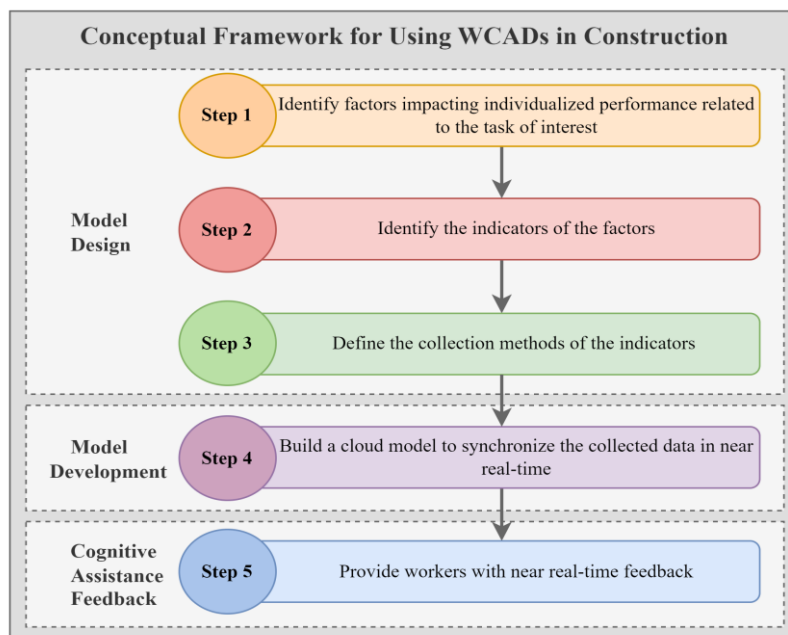 Conceptual Framework for Using WCADs in Construction
Model
Design
Step 1
Identify factors impacting individualized performance related
to the task of interest
Step 2
Identify the indicators of the factors
Step 3
Define the collection methods of the indicators
Model
Development
Step 4
Build a cloud model to synchronize the collected data in near
real-time
Cognitive
Assistance
Feedback
Step 5
Provide workers with near real-time feedback